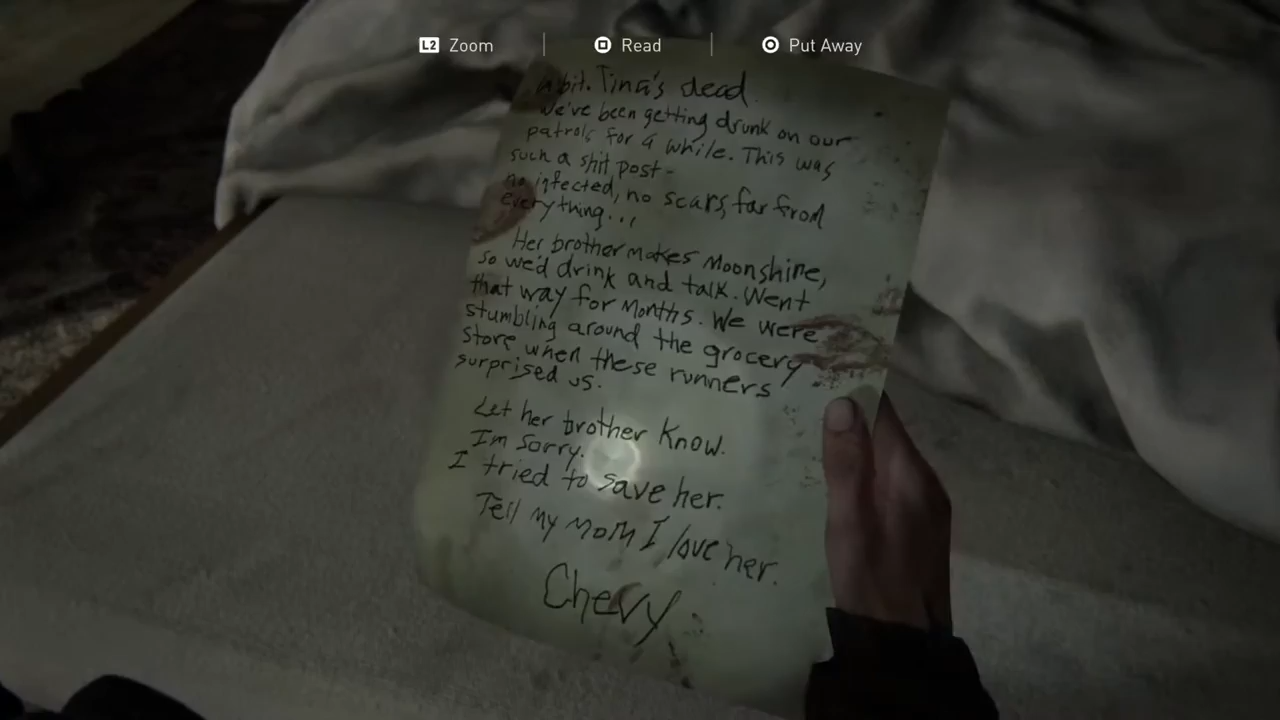 L2 Zoom | Read | Put Away
a bit. Tina's dead.
We've been getting drunk on our
patrols for a while. This was
such a shit post-
no infected, no scars, far from
everything...
Her brother makes Moonshine,
so we'd drink and talk. Went
that way for months. We were
stumbling around the grocery
store when these runners
surprised us.
Let her brother know.
I'm sorry.
I tried to save her.
Tell my mom I love her.
Chevy